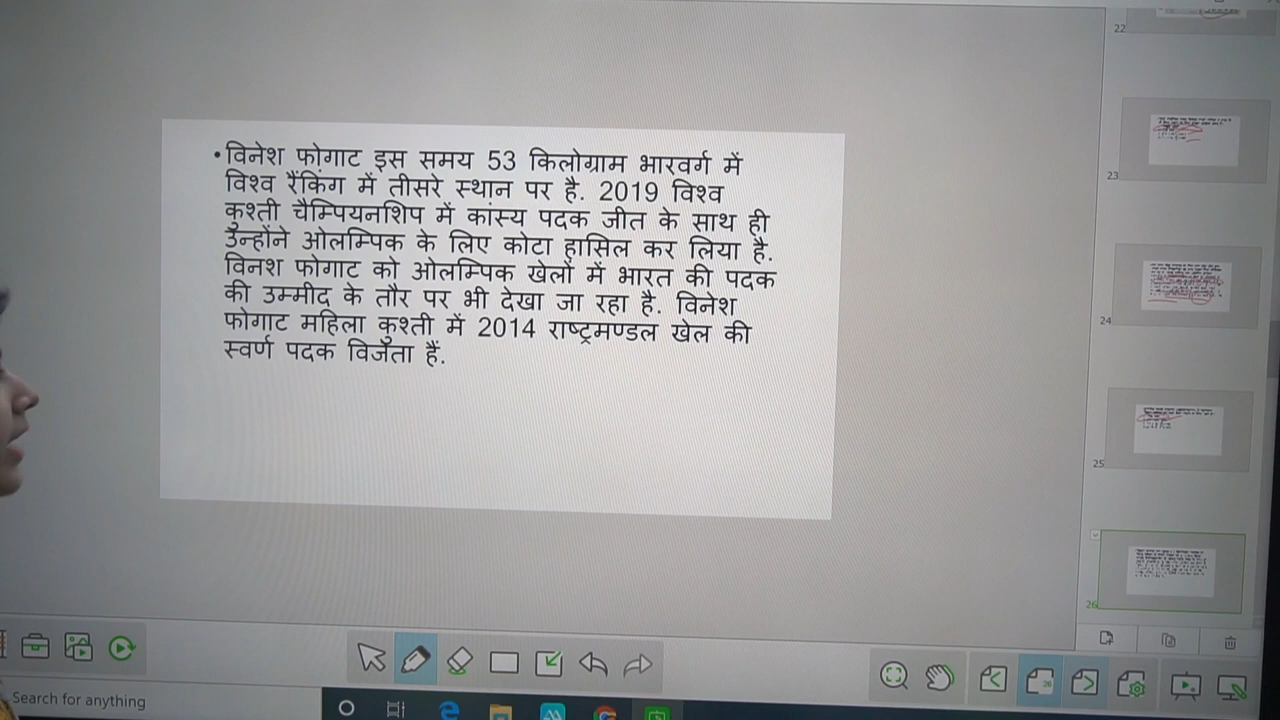 • विनेश फोगाट इस समय 53 किलोग्राम भारवर्ग में
विश्व रैंकिंग में तीसरे स्थान पर है. 2019 विश्व
कुश्ती चैम्पियनशिप में कांस्य पदक जीत के साथ ही
उन्होंने ओलम्पिक के लिए कोटा हासिल कर लिया है.
विनश फोगाट को ओलम्पिक खेलों में भारत की पदक
की उम्मीद के तौर पर भी देखा जा रहा है. विनेश
फोगाट महिला कुश्ती में 2014 राष्ट्रमण्डल खेल की
स्वर्ण पदक विजेता हैं.
22
23
24
25
26
Search for anything